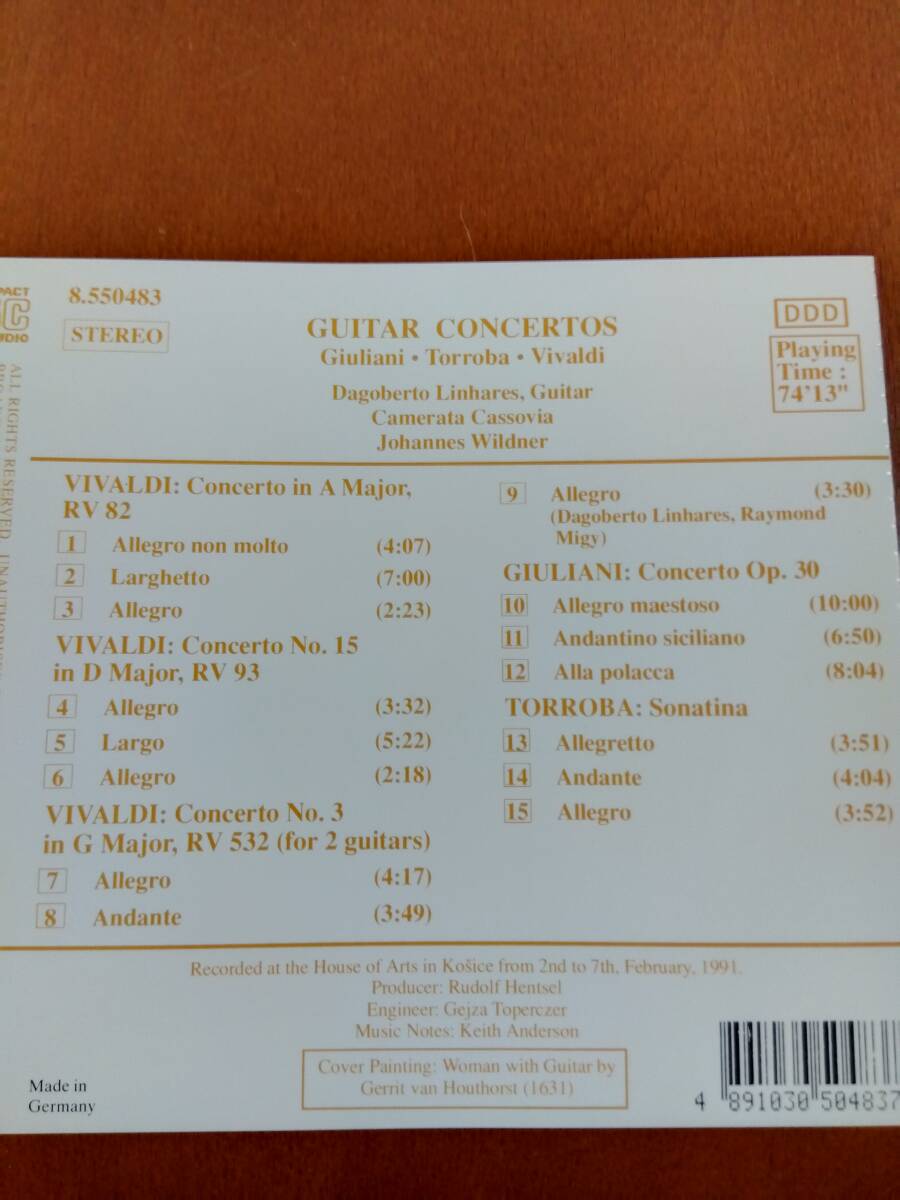 8.550483
STEREO
GUITAR CONCERTOS
Giuliani • Torroba • Vivaldi
Dagoberto Linhares, Guitar
Camerata Cassovia
Johannes Wildner
DDD
Playing
Time :
74'13"
ALL RIGHTS RESERVED.
VIVALDI: Concerto in A Major,
RV 82
1 Allegro non molto (4:07)
2 Larghetto (7:00)
3 Allegro (2:23)
VIVALDI: Concerto No. 15
in D Major, RV 93
4 Allegro (3:32)
5 Largo (5:22)
6 Allegro (2:18)
VIVALDI: Concerto No. 3
in G Major, RV 532 (for 2 guitars)
7 Allegro (4:17)
8 Andante (3:49)
9 Allegro (3:30)
(Dagoberto Linhares, Raymond
Migy)
GIULIANI: Concerto Op. 30
10 Allegro maestoso (10:00)
11 Andantino siciliano (6:50)
12 Alla polacca (8:04)
TORROBA: Sonatina
13 Allegretto (3:51)
14 Andante (4:04)
15 Allegro (3:52)
Recorded at the House of Arts in Košice from 2nd to 7th, February, 1991.
Producer: Rudolf Hentsel
Engineer: Gejza Toperczer
Music Notes: Keith Anderson
Cover Painting: Woman with Guitar by
Gerrit van Houthorst (1631)
Made in
Germany
4 891030 504837